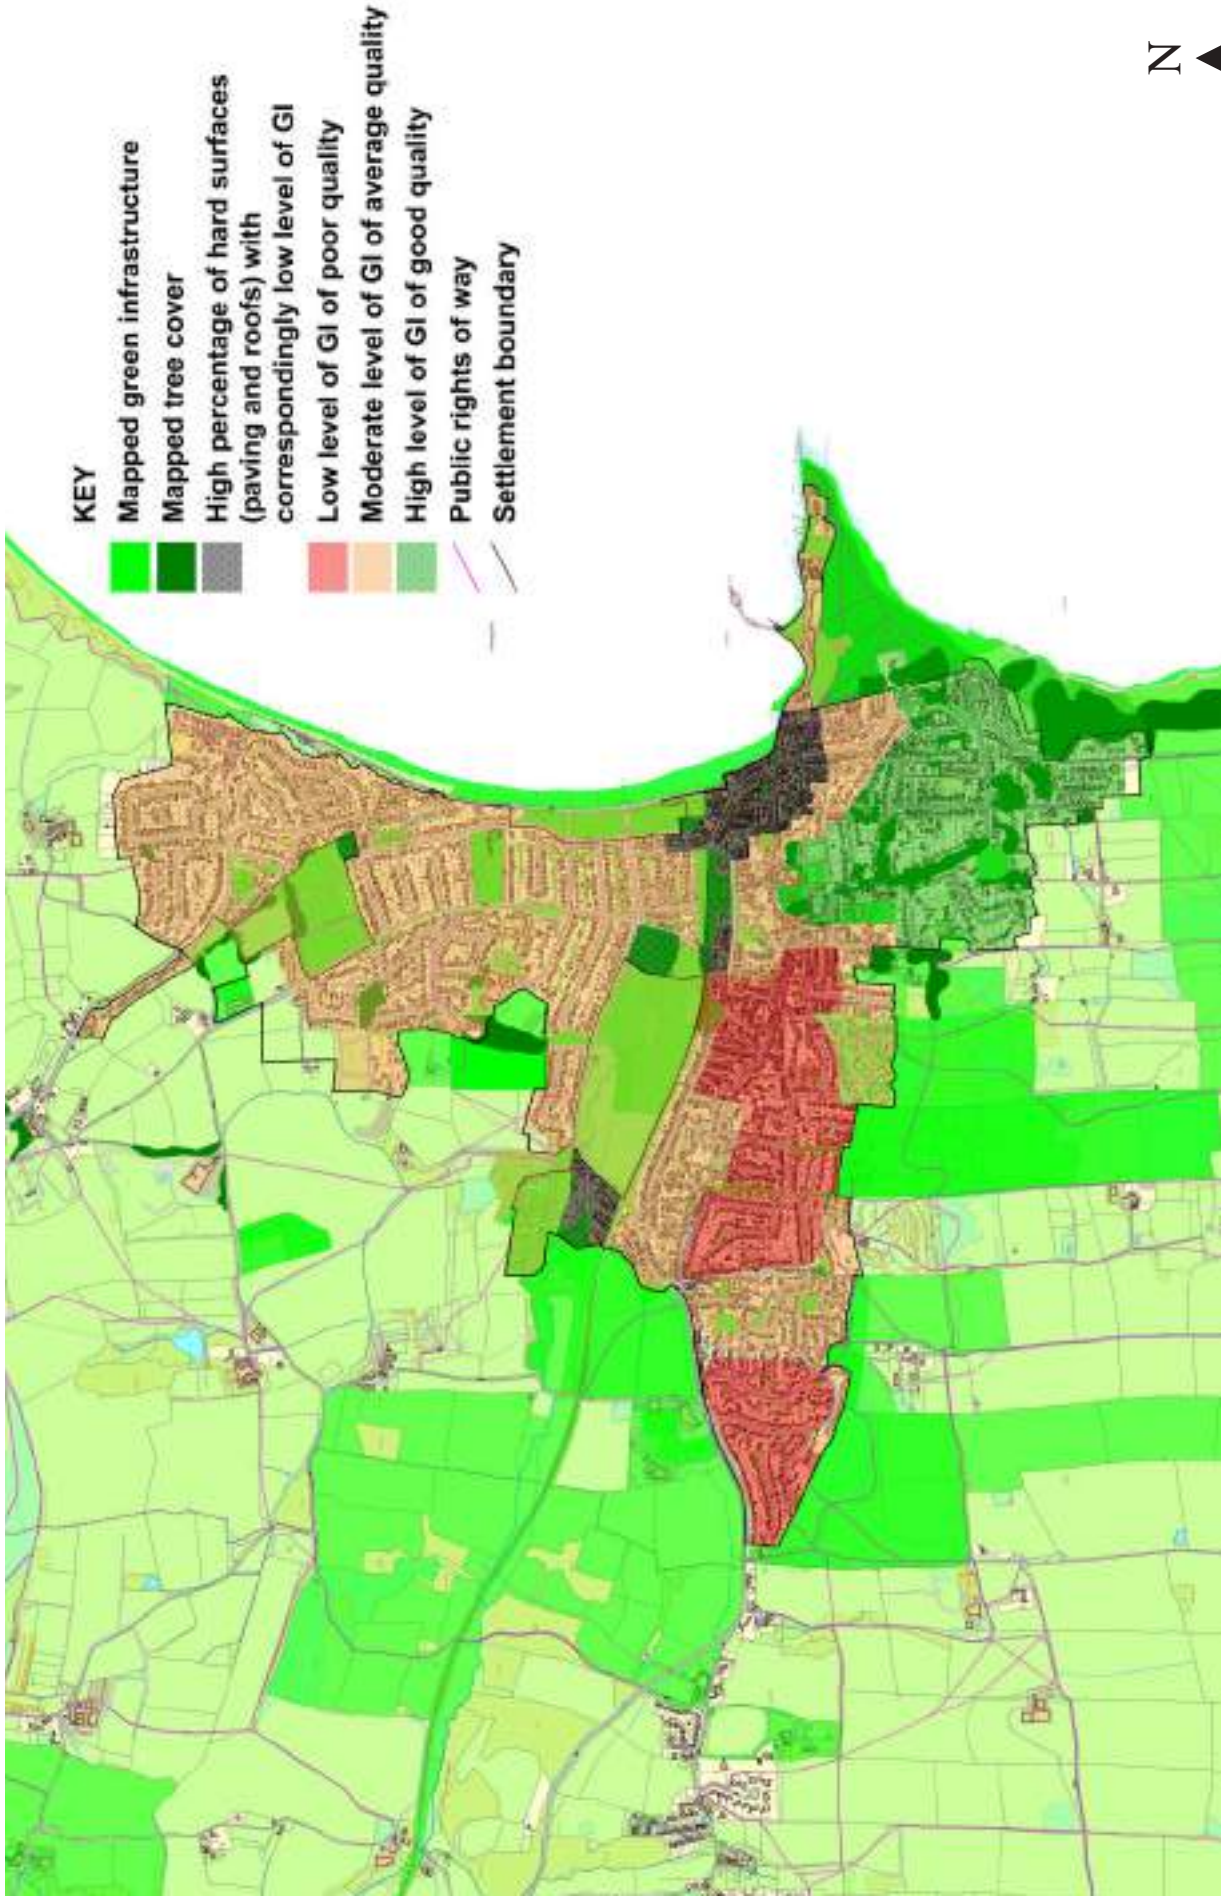 KEY
Mapped green infrastructure
Mapped tree cover
High percentage of hard surfaces
(paving and roofs) with
correspondingly low level of GI
Low level of GI of poor quality
Moderate level of GI of average quality
High level of GI of good quality
Public rights of way
Settlement boundary
N